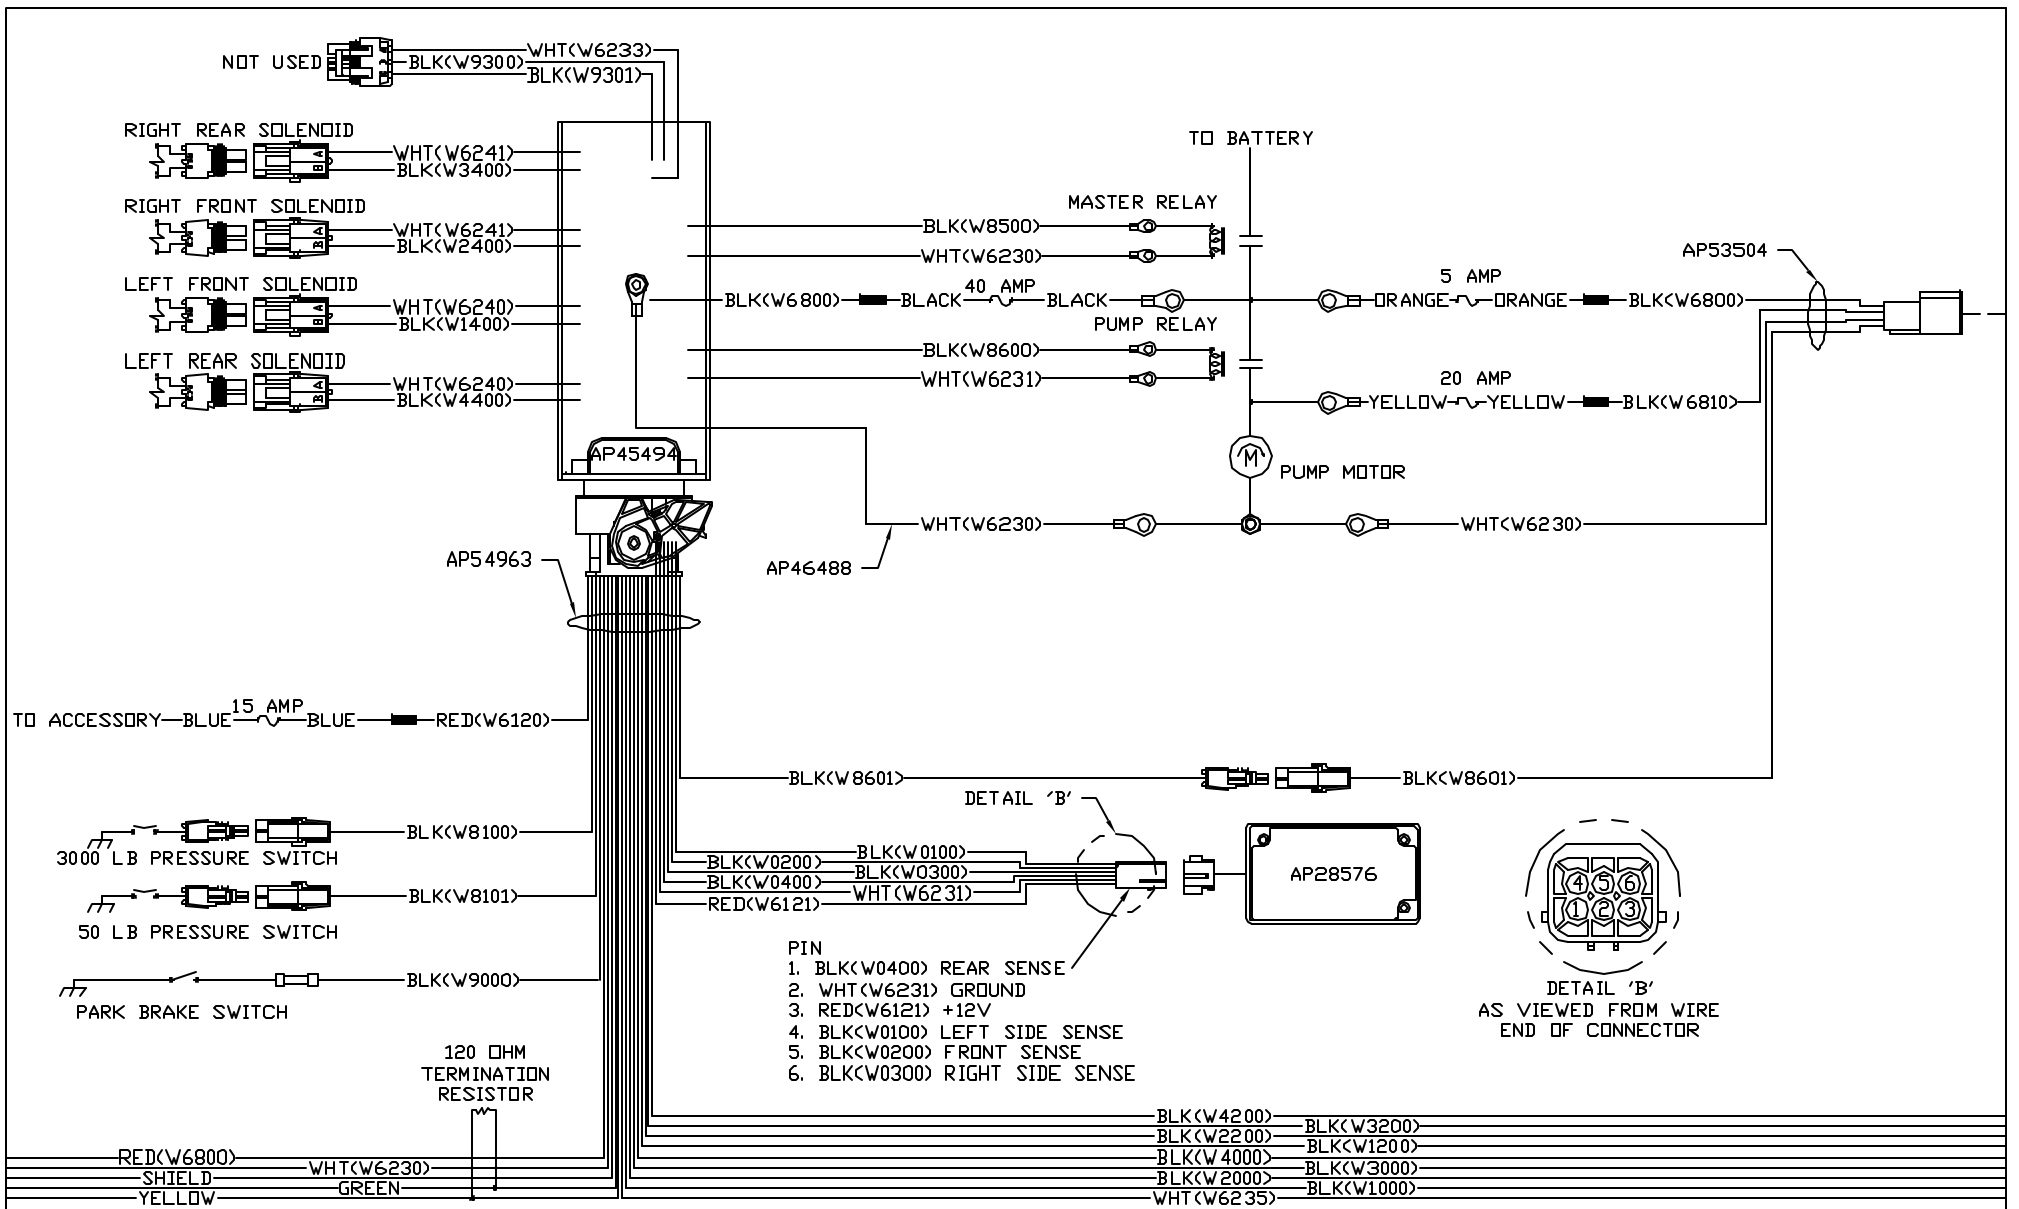 NOT USED
WHT(W6233)
BLK(W9300)
BLK(W9301)
RIGHT REAR SOLENOID
A
B
WHT(W6241)
BLK(W3400)
RIGHT FRONT SOLENOID
A
B
WHT(W6241)
BLK(W2400)
LEFT FRONT SOLENOID
A
B
WHT(W6240)
BLK(W1400)
LEFT REAR SOLENOID
A
B
WHT(W6240)
BLK(W4400)
AP45494
TO BATTERY
MASTER RELAY
BLK(W8500)
WHT(W6230)
BLK(W6800)
BLACK
40 AMP
BLACK
PUMP RELAY
BLK(W8600)
WHT(W6231)
5 AMP
ORANGE
ORANGE
BLK(W6800)
AP53504
20 AMP
YELLOW
YELLOW
BLK(W6810)
M
PUMP MOTOR
WHT(W6230)
WHT(W6230)
AP46488
AP54963
TO ACCESSORY
BLUE
15 AMP
BLUE
RED(W6120)
BLK(W8601)
BLK(W8601)
BLK(W8100)
3000 LB PRESSURE SWITCH
BLK(W8101)
50 LB PRESSURE SWITCH
BLK(W9000)
PARK BRAKE SWITCH
DETAIL 'B'
BLK(W0100)
BLK(W0200)
BLK(W0300)
BLK(W0400)
WHT(W6231)
RED(W6121)
AP28576
4 5 6
1 2 3
DETAIL 'B'
AS VIEWED FROM WIRE
END OF CONNECTOR
PIN
1. BLK(W0400) REAR SENSE
2. WHT(W6231) GROUND
3. RED(W6121) +12V
4. BLK(W0100) LEFT SIDE SENSE
5. BLK(W0200) FRONT SENSE
6. BLK(W0300) RIGHT SIDE SENSE
120 OHM
TERMINATION
RESISTOR
RED(W6800)
WHT(W6230)
SHIELD
GREEN
YELLOW
BLK(W4200)
BLK(W3200)
BLK(W2200)
BLK(W1200)
BLK(W4000)
BLK(W3000)
BLK(W2000)
BLK(W1000)
WHT(W6235)